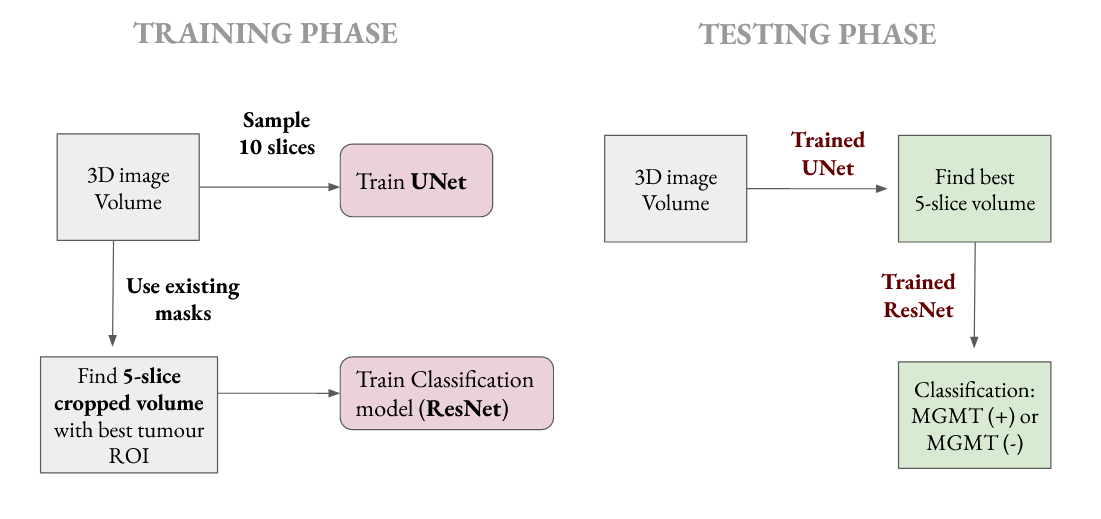 TRAINING PHASE
Sample
10 slices
3D image
Volume
Train UNet
Use existing
masks
Find 5-slice
cropped volume
with best tumour
ROI
Train Classification
model (ResNet)
TESTING PHASE
3D image
Volume
Trained
UNet
Find best
5-slice volume
Trained
ResNet
Classification:
MGMT (+) or
MGMT (-)